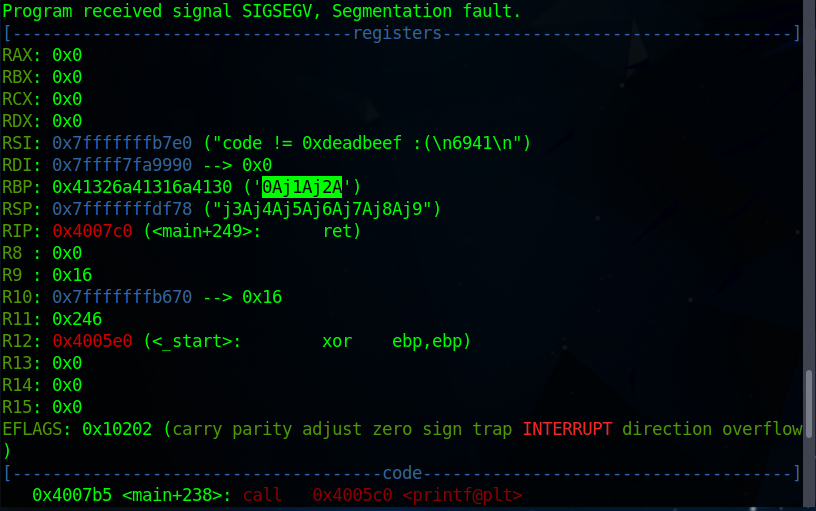 Program received signal SIGSEGV, Segmentation fault.
[----------------------------------registers-----------------------------------]
RAX: 0x0
RBX: 0x0
RCX: 0x0
RDX: 0x0
RSI: 0x7fffffffb7e0 ("code != 0xdeadbeef :(\n6941\n")
RDI: 0x7ffff7fa9990 --> 0x0
RBP: 0x41326a41316a4130 ('0Aj1Aj2A')
RSP: 0x7fffffffdf78 ("j3Aj4Aj5Aj6Aj7Aj8Aj9")
RIP: 0x4007c0 (<main+249>:      ret)
R8 : 0x0
R9 : 0x16
R10: 0x7fffffffb670 --> 0x16
R11: 0x246
R12: 0x4005e0 (<_start>:        xor    ebp,ebp)
R13: 0x0
R14: 0x0
R15: 0x0
EFLAGS: 0x10202 (carry parity adjust zero sign trap INTERRUPT direction overflow
)
[-------------------------------------code-------------------------------------]
   0x4007b5 <main+238>: call   0x4005c0 <printf@plt>